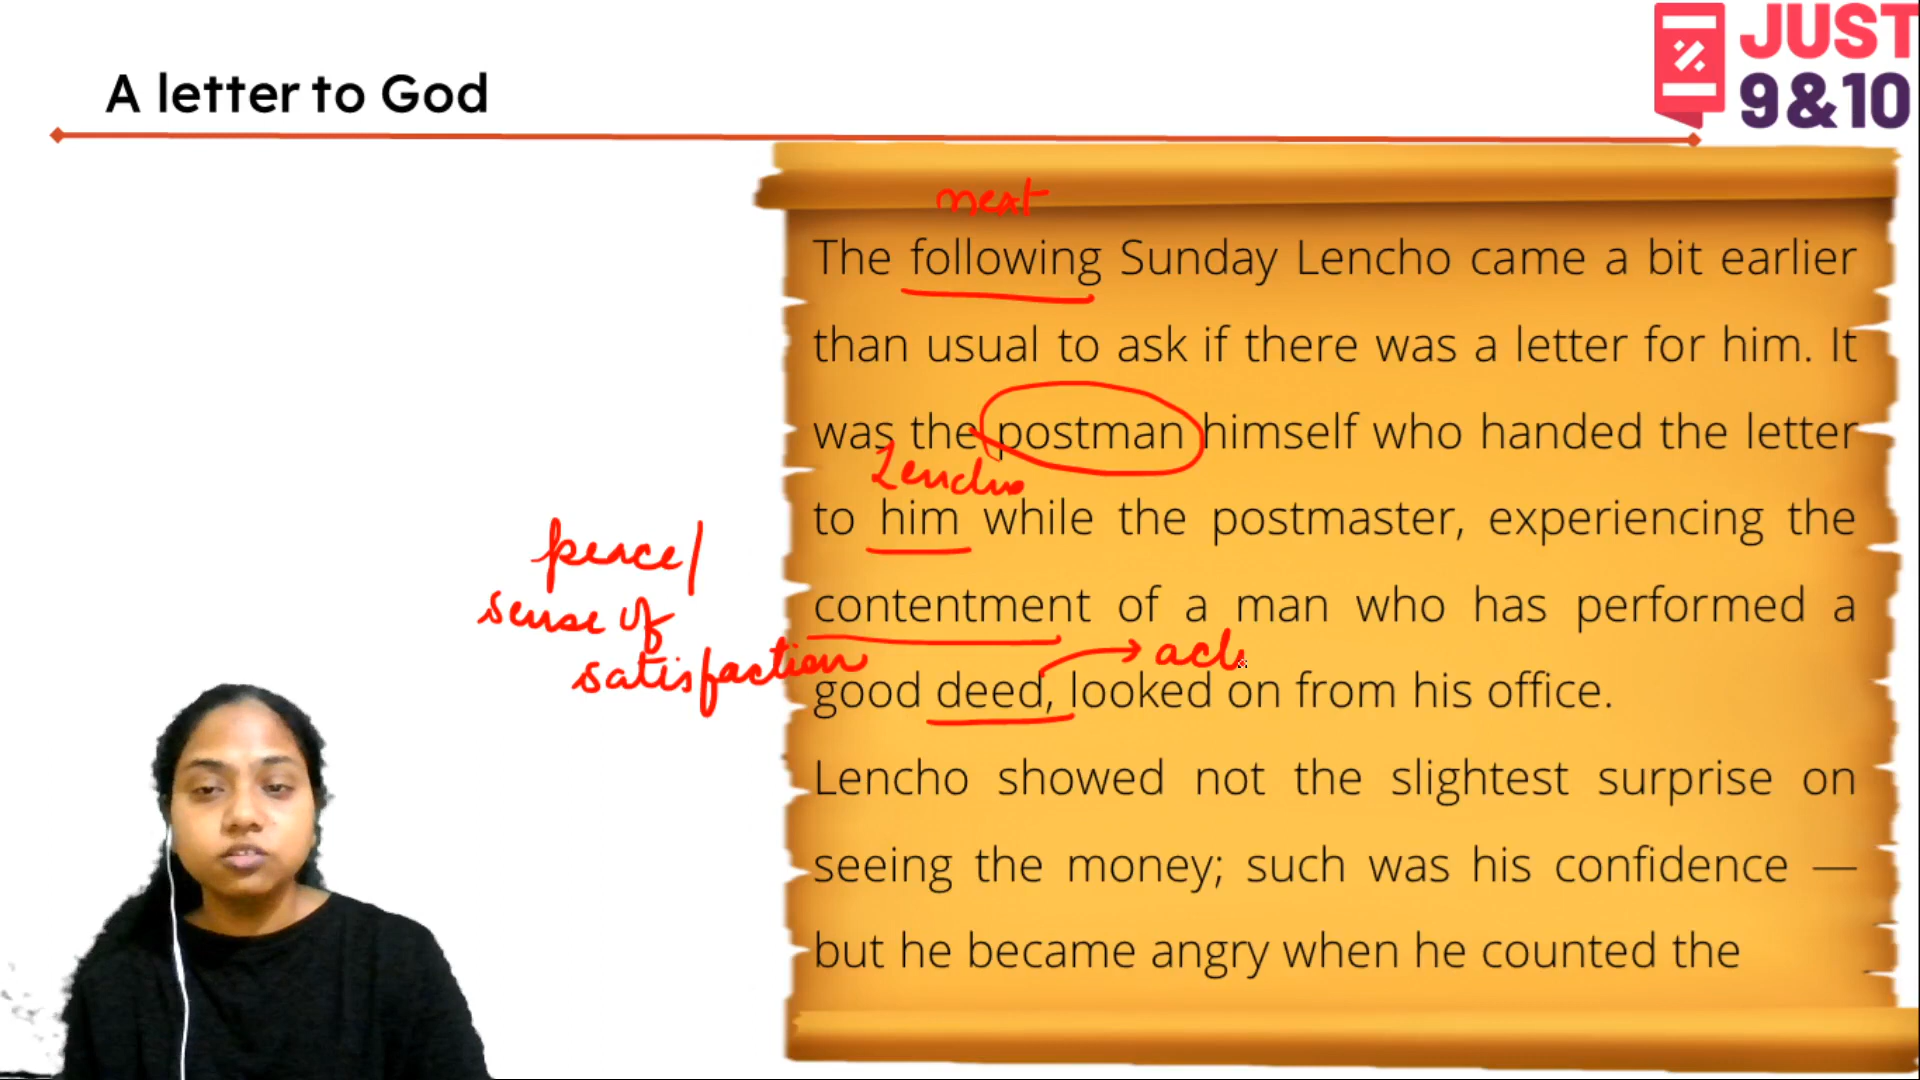 A letter to God
JUST
9&10
next
The following Sunday Lencho came a bit earlier
than usual to ask if there was a letter for him. It
was the postman himself who handed the letter
Lencho
to him while the postmaster, experiencing the
peace/
sense of
satisfaction
contentment of a man who has performed a
act
good deed, looked on from his office.
Lencho showed not the slightest surprise on
seeing the money; such was his confidence —
but he became angry when he counted the